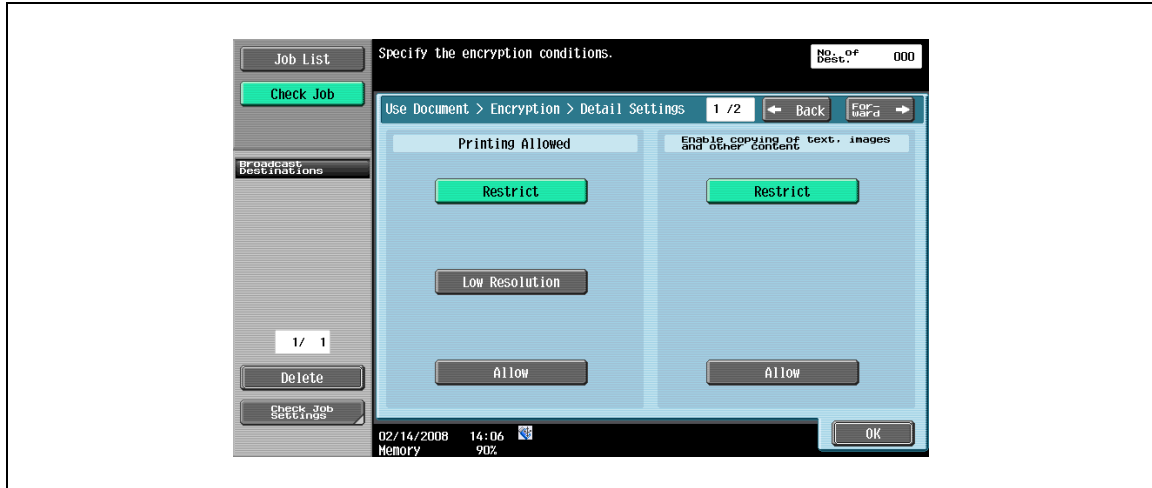 Job List
Check Job
Broadcast
Destinations
1/ 1
Delete
Check Job
Settings
Specify the encryption conditions.
No. of
Dest.
000
Use Document > Encryption > Detail Settings
1 /2
← Back
For-
ward →
Printing Allowed
Restrict
Low Resolution
Allow
Enable copying of text, images
and other content
Restrict
Allow
02/14/2008 14:06
Memory 90%
OK